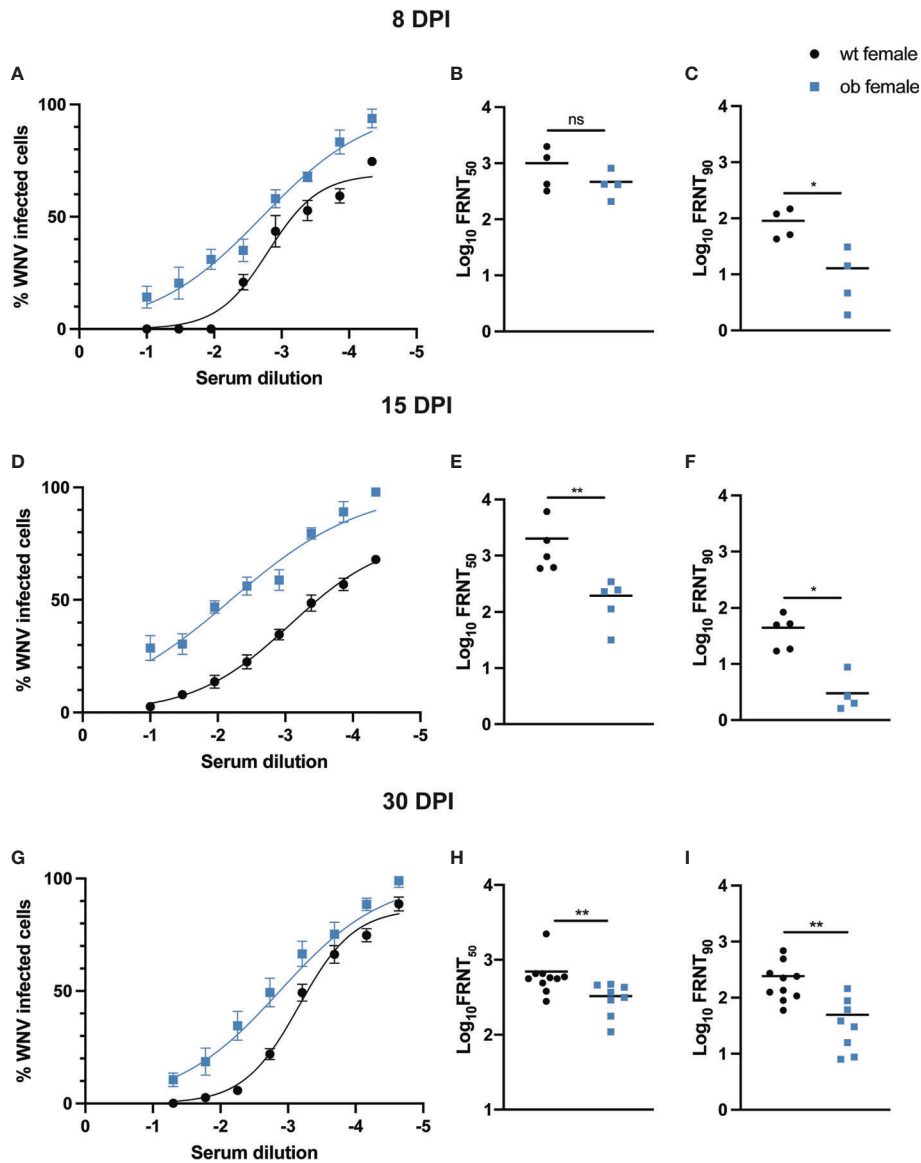 8 DPI
wt female
ob female
A
% WNV infected cells
100
50
0
0 -1 -2 -3 -4 -5
Serum dilution
B
Log10 FRNT50
4
3
2
1
0
ns
C
Log10 FRNT90
4
3
2
1
0
*
15 DPI
D
% WNV infected cells
100
50
0
0 -1 -2 -3 -4 -5
Serum dilution
E
Log10 FRNT50
4
3
2
1
0
**
F
Log10 FRNT90
4
3
2
1
0
*
30 DPI
G
% WNV infected cells
100
50
0
0 -1 -2 -3 -4 -5
Serum dilution
H
Log10FRNT50
4
3
2
1
**
I
Log10 FRNT90
4
3
2
1
0
**